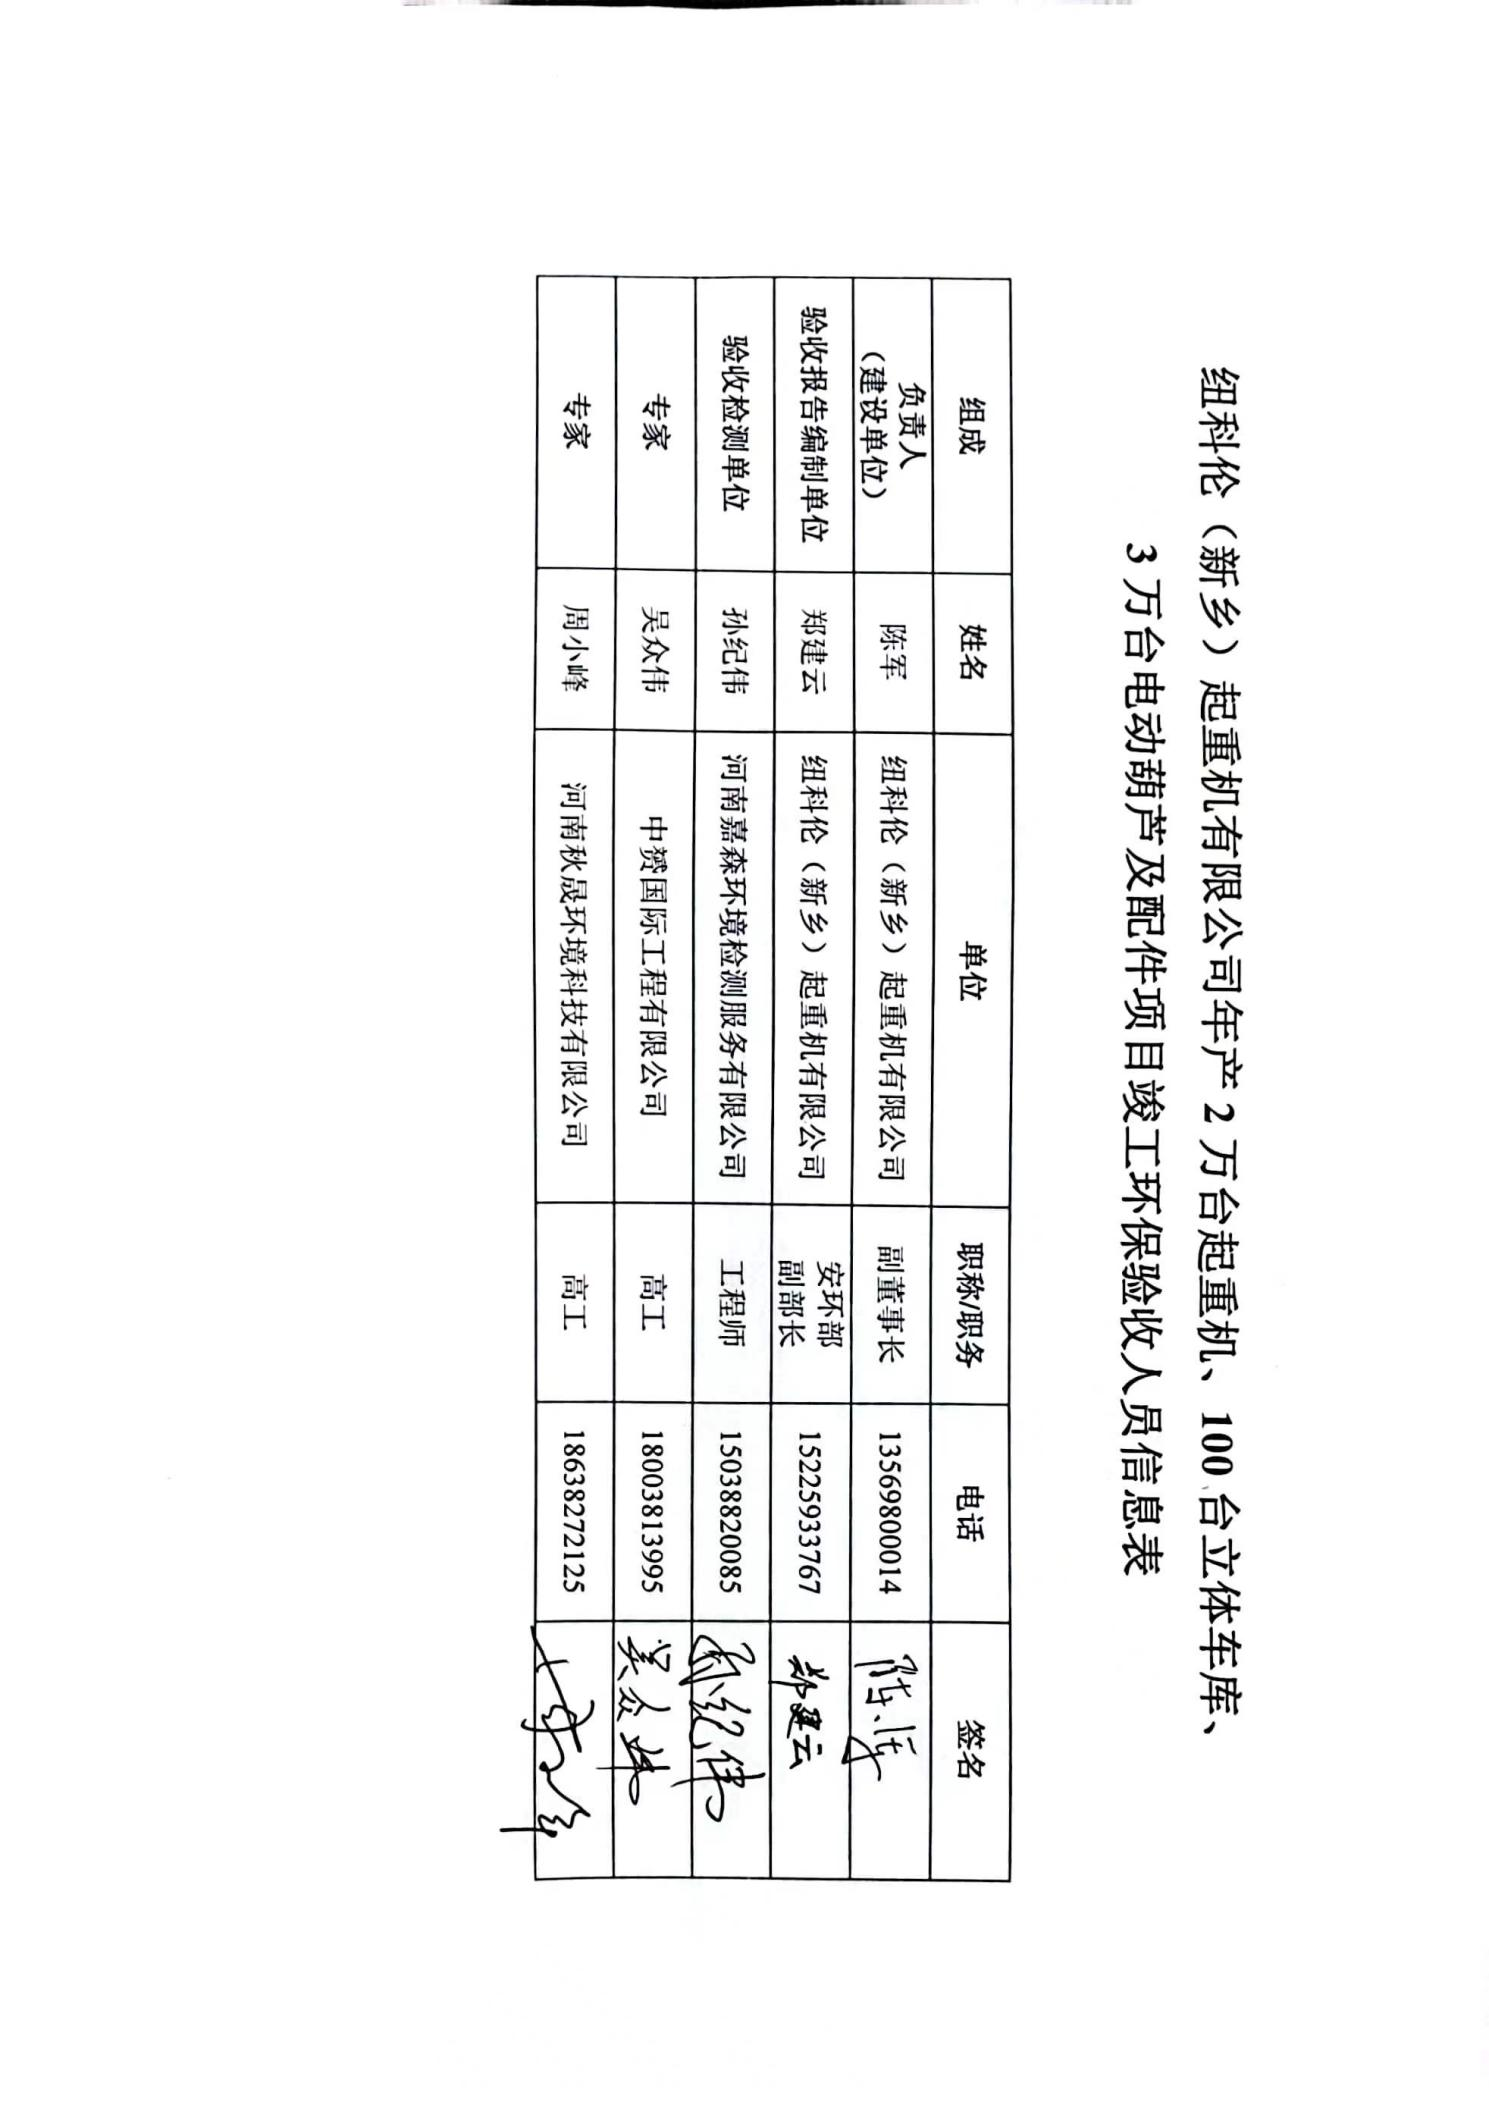 纽科伦（新乡）起重机有限公司年产 2 万台起重机、100 台立体车库、
3 万台电动葫芦及配件项目竣工环保验收人员信息表
组成 姓名 单位 职称/职务 电话 签名
负责人
（建设单位） 陈军 纽科伦（新乡）起重机有限公司 副董事长 13569800014
验收报告编制单位 郑建云 纽科伦（新乡）起重机有限公司 安环部
副部长 15225933767 郑建云
验收检测单位 孙纪伟 河南嘉森环境检测服务有限公司 工程师 15038820085 孙纪伟
专家 吴众伟 中赟国际工程有限公司 高工 18003813995 吴众伟
专家 周小峰 河南秋晟环境科技有限公司 高工 18638272125